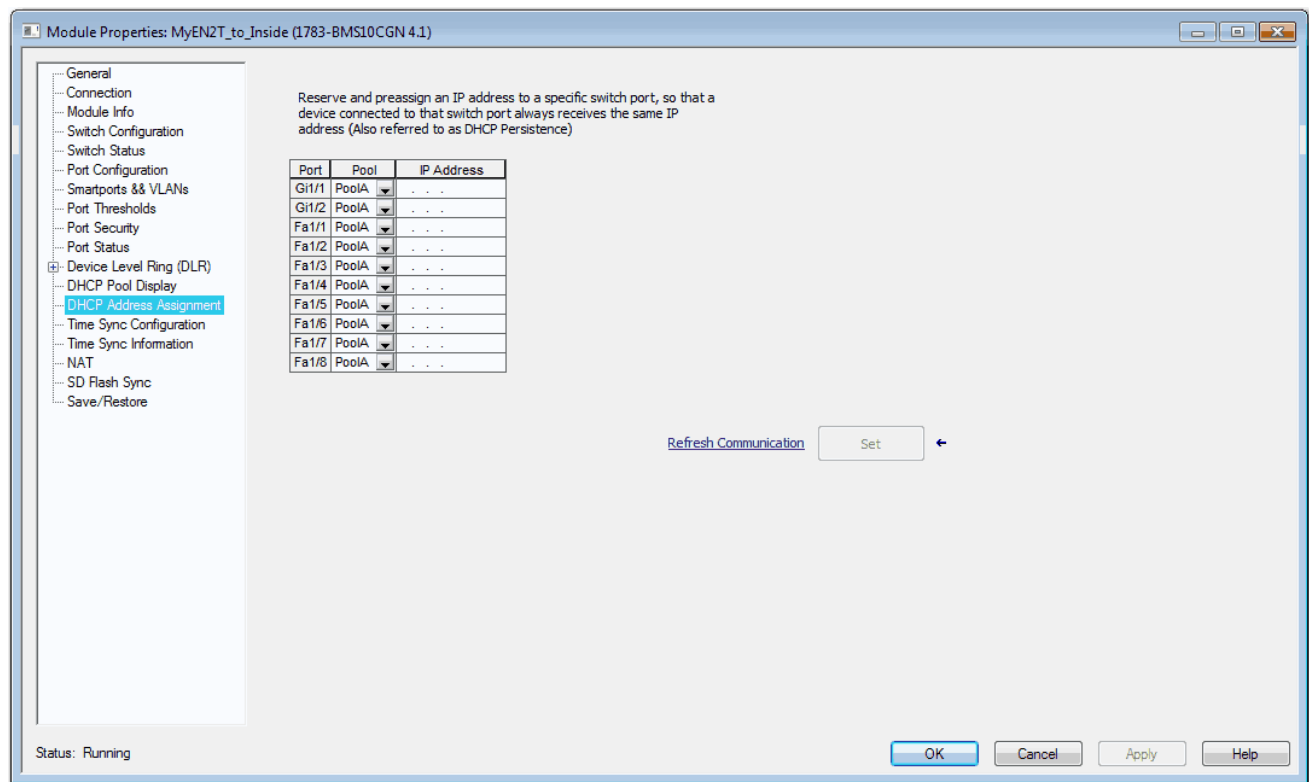 Module Properties: MyEN2T_to_Inside (1783-BMS10CGN 4.1)
General
Connection
Module Info
Switch Configuration
Switch Status
Port Configuration
Smartports && VLANs
Port Thresholds
Port Security
Port Status
Device Level Ring (DLR)
DHCP Pool Display
DHCP Address Assignment
Time Sync Configuration
Time Sync Information
NAT
SD Flash Sync
Save/Restore
Reserve and preassign an IP address to a specific switch port, so that a
device connected to that switch port always receives the same IP
address (Also referred to as DHCP Persistence)
Port Pool IP Address
Gi1/1 PoolA . . .
Gi1/2 PoolA . . .
Fa1/1 PoolA . . .
Fa1/2 PoolA . . .
Fa1/3 PoolA . . .
Fa1/4 PoolA . . .
Fa1/5 PoolA . . .
Fa1/6 PoolA . . .
Fa1/7 PoolA . . .
Fa1/8 PoolA . . .
Refresh Communication Set
Status: Running OK Cancel Apply Help